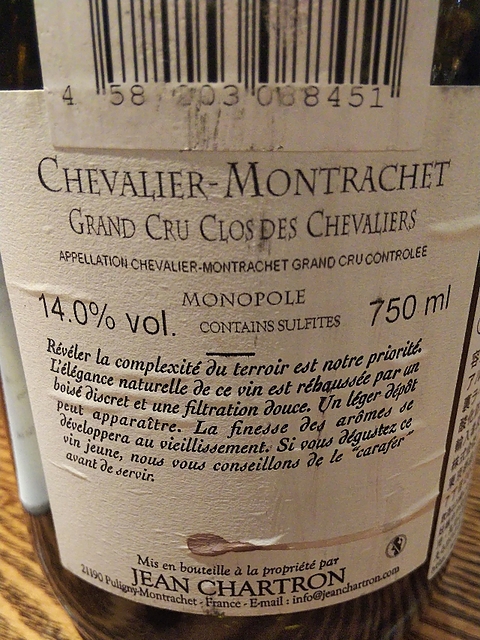 4 58 203 088451
CHEVALIER-MONTRACHET
GRAND CRU CLOS DES CHEVALIERS
APPELLATION CHEVALIER-MONTRACHET GRAND CRU CONTROLÉE
MONOPOLE
14.0% vol. CONTAINS SULFITES 750 ml
Révéler la complexité du terroir est notre priorité.
L'élégance naturelle de ce vin est réhaussée par un
boisé discret et une filtration douce. Un léger dépôt
peut apparaître. La finesse des arômes se
développera au vieillissement. Si vous dégustez ce
vin jeune, nous vous conseillons de le "carafer"
avant de servir.
Mis en bouteille à la propriété par
JEAN CHARTRON
21190 Puligny-Montrachet - France - E-mail : info@jeanchartron.com